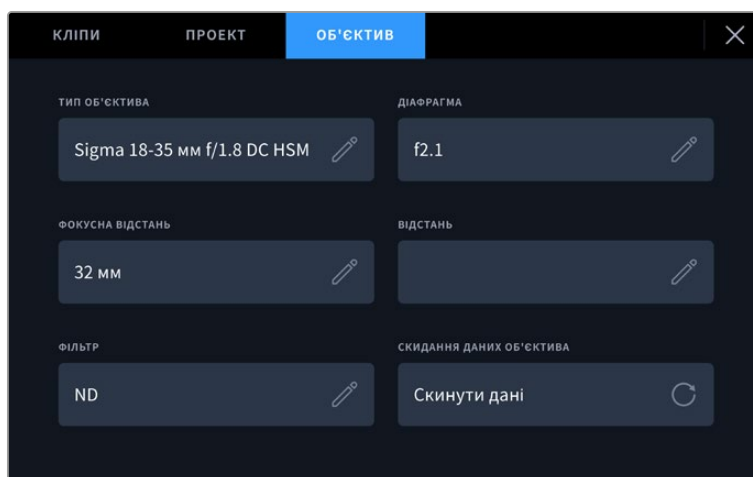 КЛІПИ ПРОЕКТ ОБ'ЄКТИВ
ТИП ОБ'ЄКТИВА ДІАФРАГМА
Sigma 18-35 мм f/1.8 DC HSM f2.1
ФОКУСНА ВІДСТАНЬ ВІДСТАНЬ
32 мм
ФІЛЬТР СКИДАННЯ ДАНИХ ОБ'ЄКТИВА
ND Скинути дані